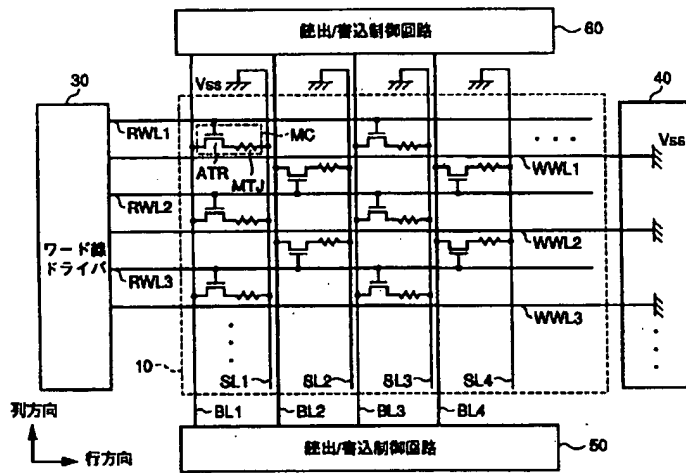 読出/書込制御回路
60
30
Vss
40
RWL1
MC
Vss
ATR
MTJ
WWL1
RWL2
ワード線
ドライバ
WWL2
RWL3
WWL3
10
SL1
SL2
SL3
SL4
列方向
BL1
BL2
BL3
BL4
行方向
読出/書込制御回路
50